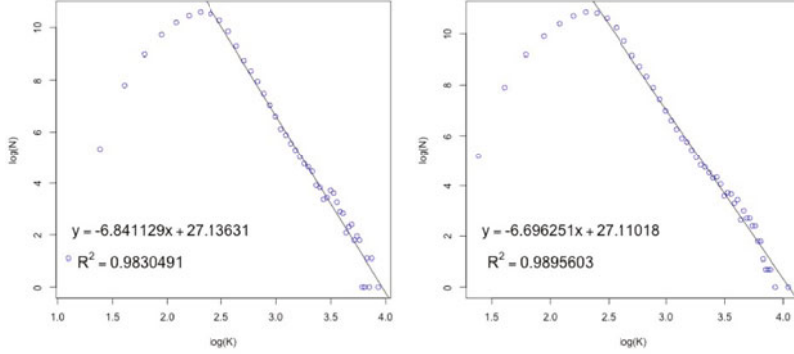 10
8
6
4
2
0
log(N)
y = -6.841129x + 27.13631
R² = 0.9830491
1.0 1.5 2.0 2.5 3.0 3.5 4.0
log(K)
10
8
6
4
2
0
log(N)
y = -6.696251x + 27.11018
R² = 0.9895603
1.5 2.0 2.5 3.0 3.5 4.0
log(K)